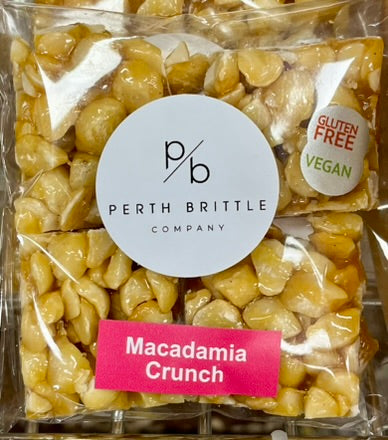 p/b
PERTH BRITTLE
COMPANY
GLUTEN
FREE
VEGAN
Macadamia
Crunch